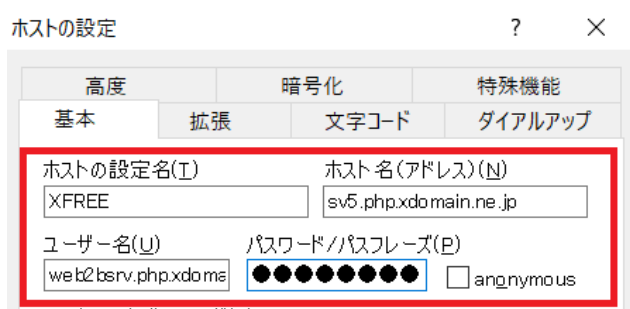 ホストの設定 ? ×
高度 暗号化 特殊機能
基本 拡張 文字コード ダイアルアップ
ホストの設定名(T) ホスト名(アドレス)(N)
XFREE sv5.php.xdomain.ne.jp
ユーザー名(U) パスワード/パスフレーズ(P)
web2bsrv.php.xdoma ●●●●●●●● anonymous